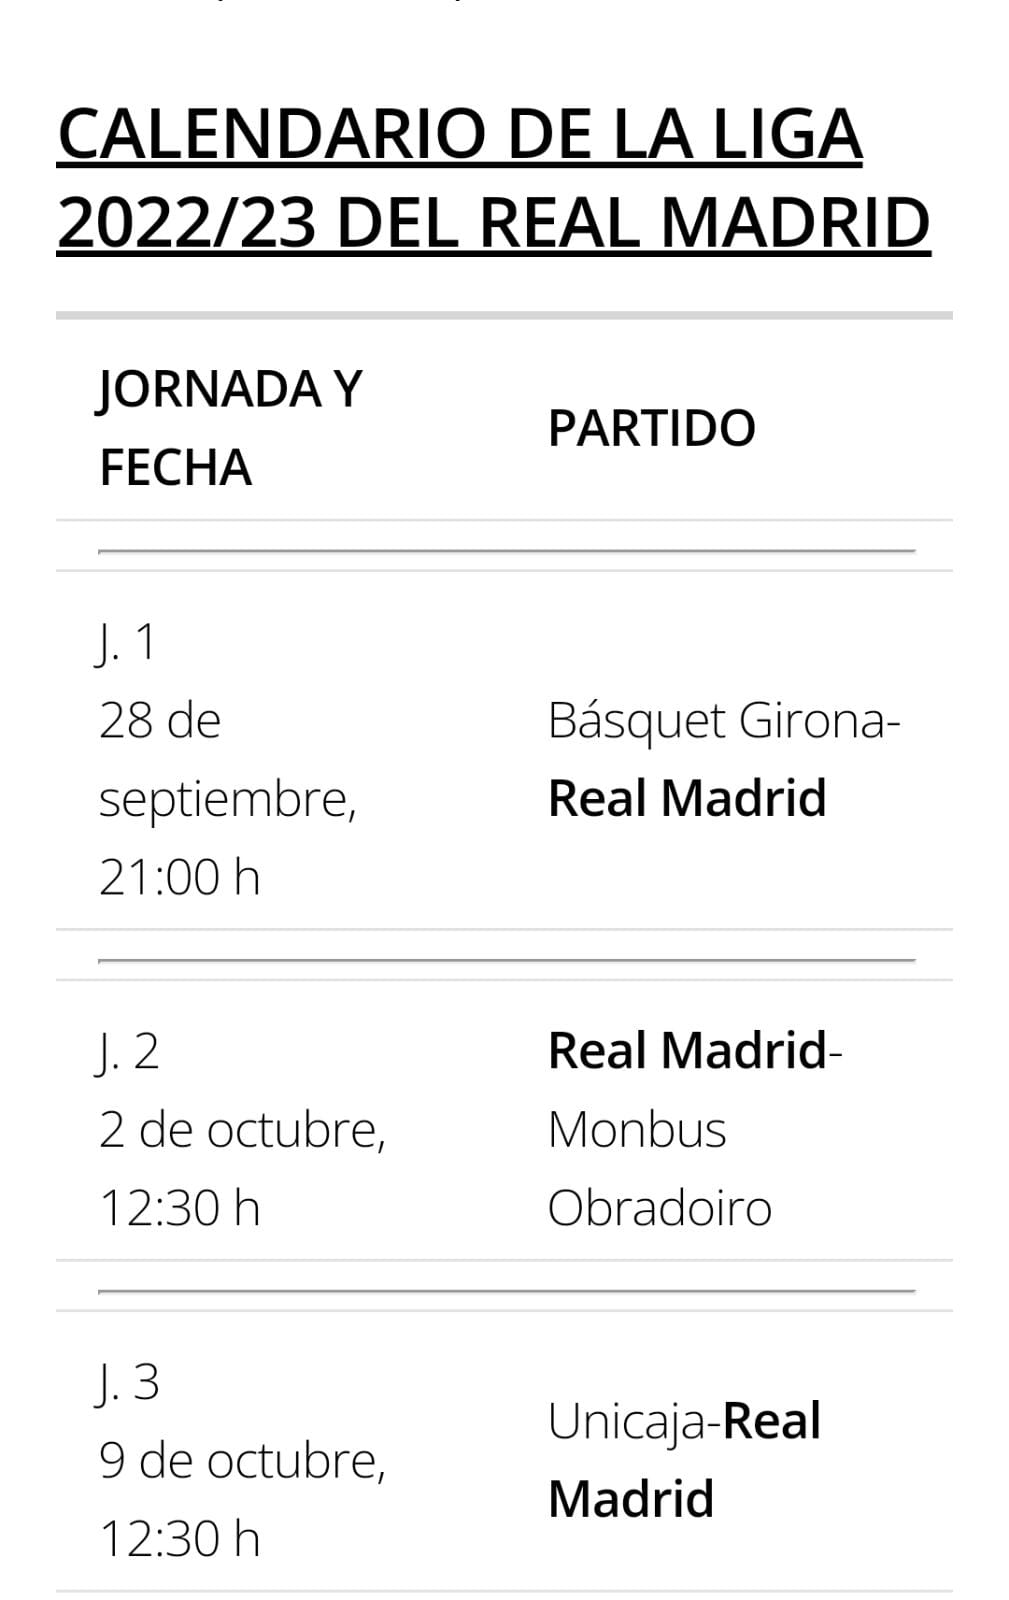 CALENDARIO DE LA LIGA
2022/23 DEL REAL MADRID
JORNADA Y
FECHA
PARTIDO
J. 1
28 de
septiembre,
21:00 h
Básquet Girona-
Real Madrid
J. 2
2 de octubre,
12:30 h
Real Madrid-
Monbus
Obradoiro
J. 3
9 de octubre,
12:30 h
Unicaja-Real
Madrid